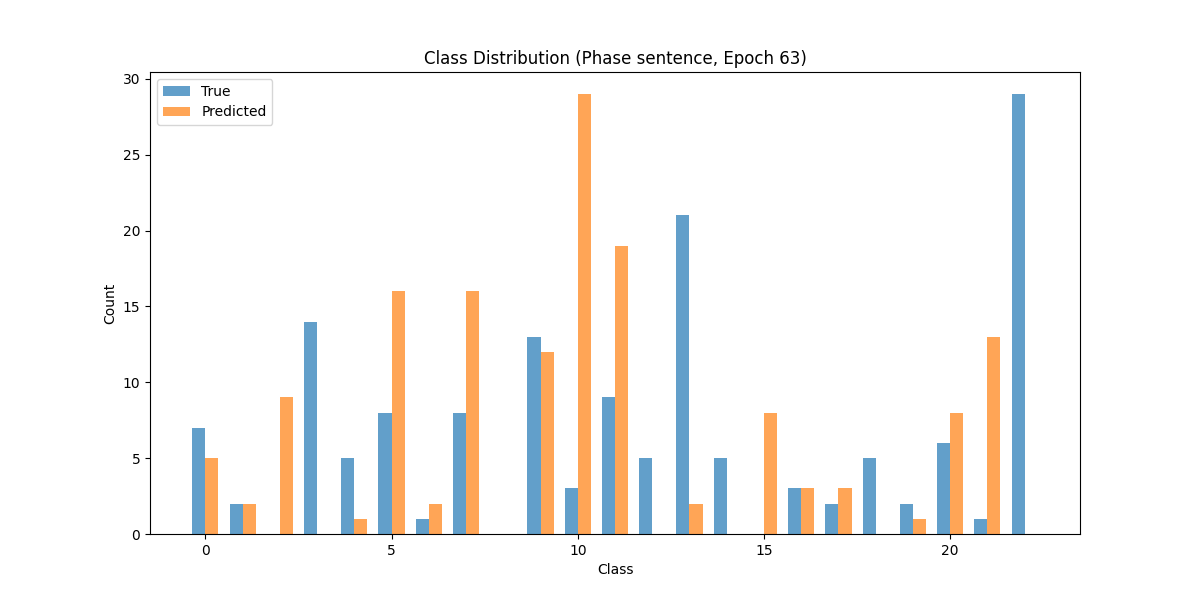 Class Distribution (Phase sentence, Epoch 63)
True
Predicted
30
25
20
15
10
5
0
Count
0 5 10 15 20
Class